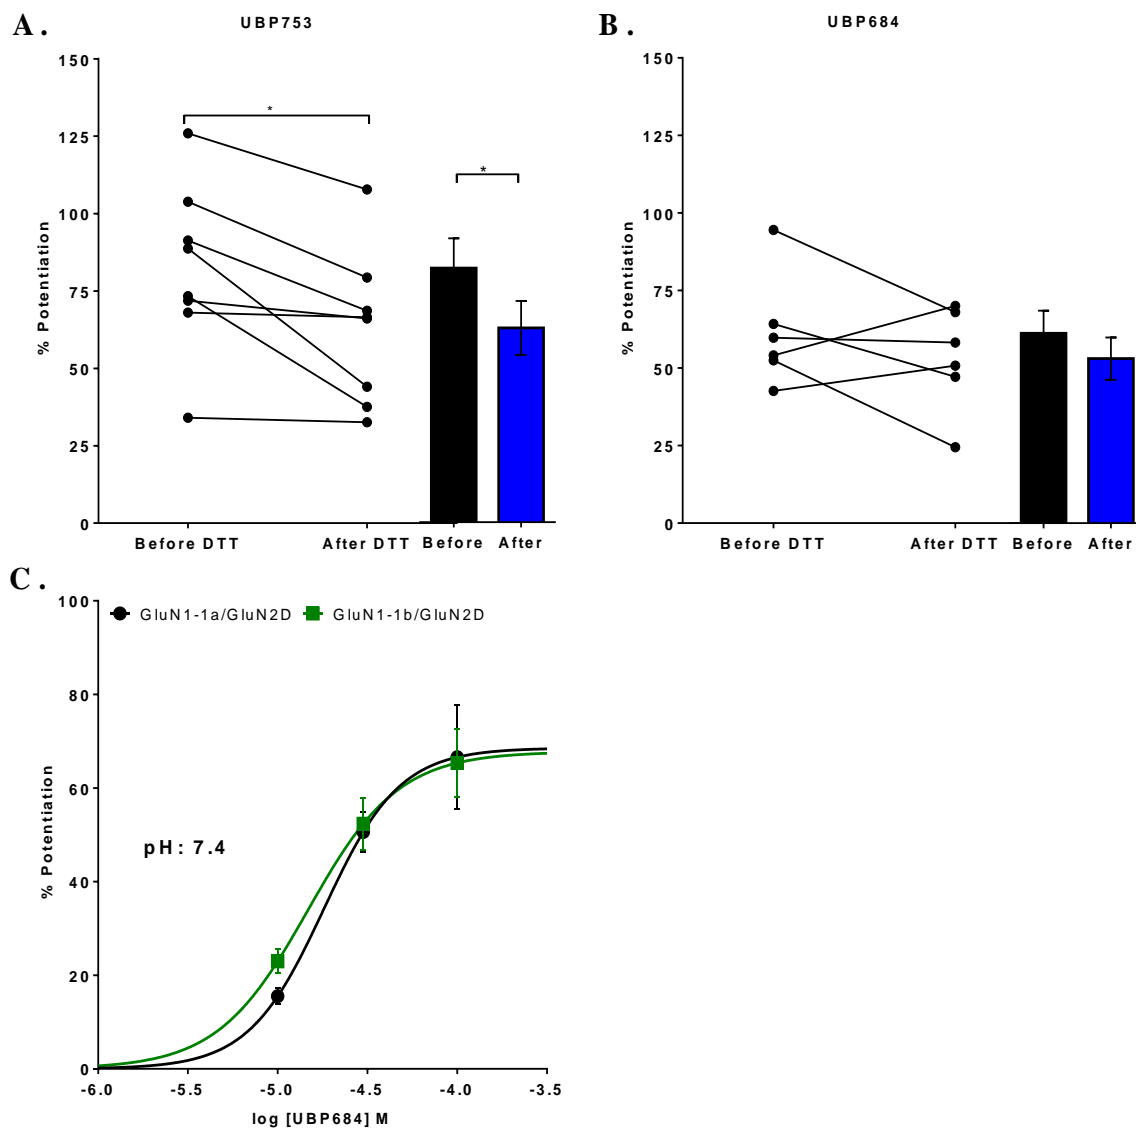 A.
UBP753
150
125
100
75
50
25
0
% Potentiation
*
*
Before DTT After DTT Before After
B.
UBP684
150
125
100
75
50
25
0
% Potentiation
Before DTT After DTT Before After
C.
GluN1-1a/GluN2D GluN1-1b/GluN2D
100
80
60
40
20
0
% Potentiation
pH: 7.4
-6.0 -5.5 -5.0 -4.5 -4.0 -3.5
log [UBP684] M